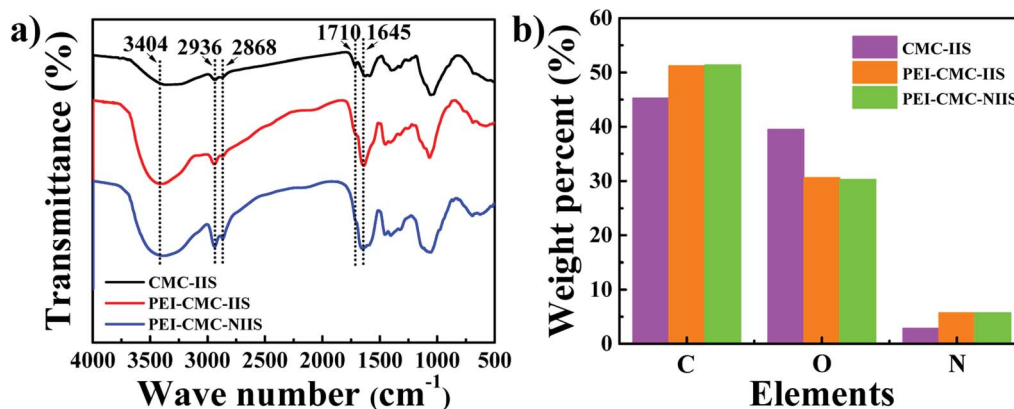 a)
3404
2936
2868
1710
1645
Transmittance (%)
CMC-IIS
PEI-CMC-IIS
PEI-CMC-NIIS
4000 3500 3000 2500 2000 1500 1000 500
Wave number (cm⁻¹)
b)
60
50
40
30
20
10
0
Weight percent
CMC-IIS
PEI-CMC-IIS
PEI-CMC-NIIS
C O N
Elements